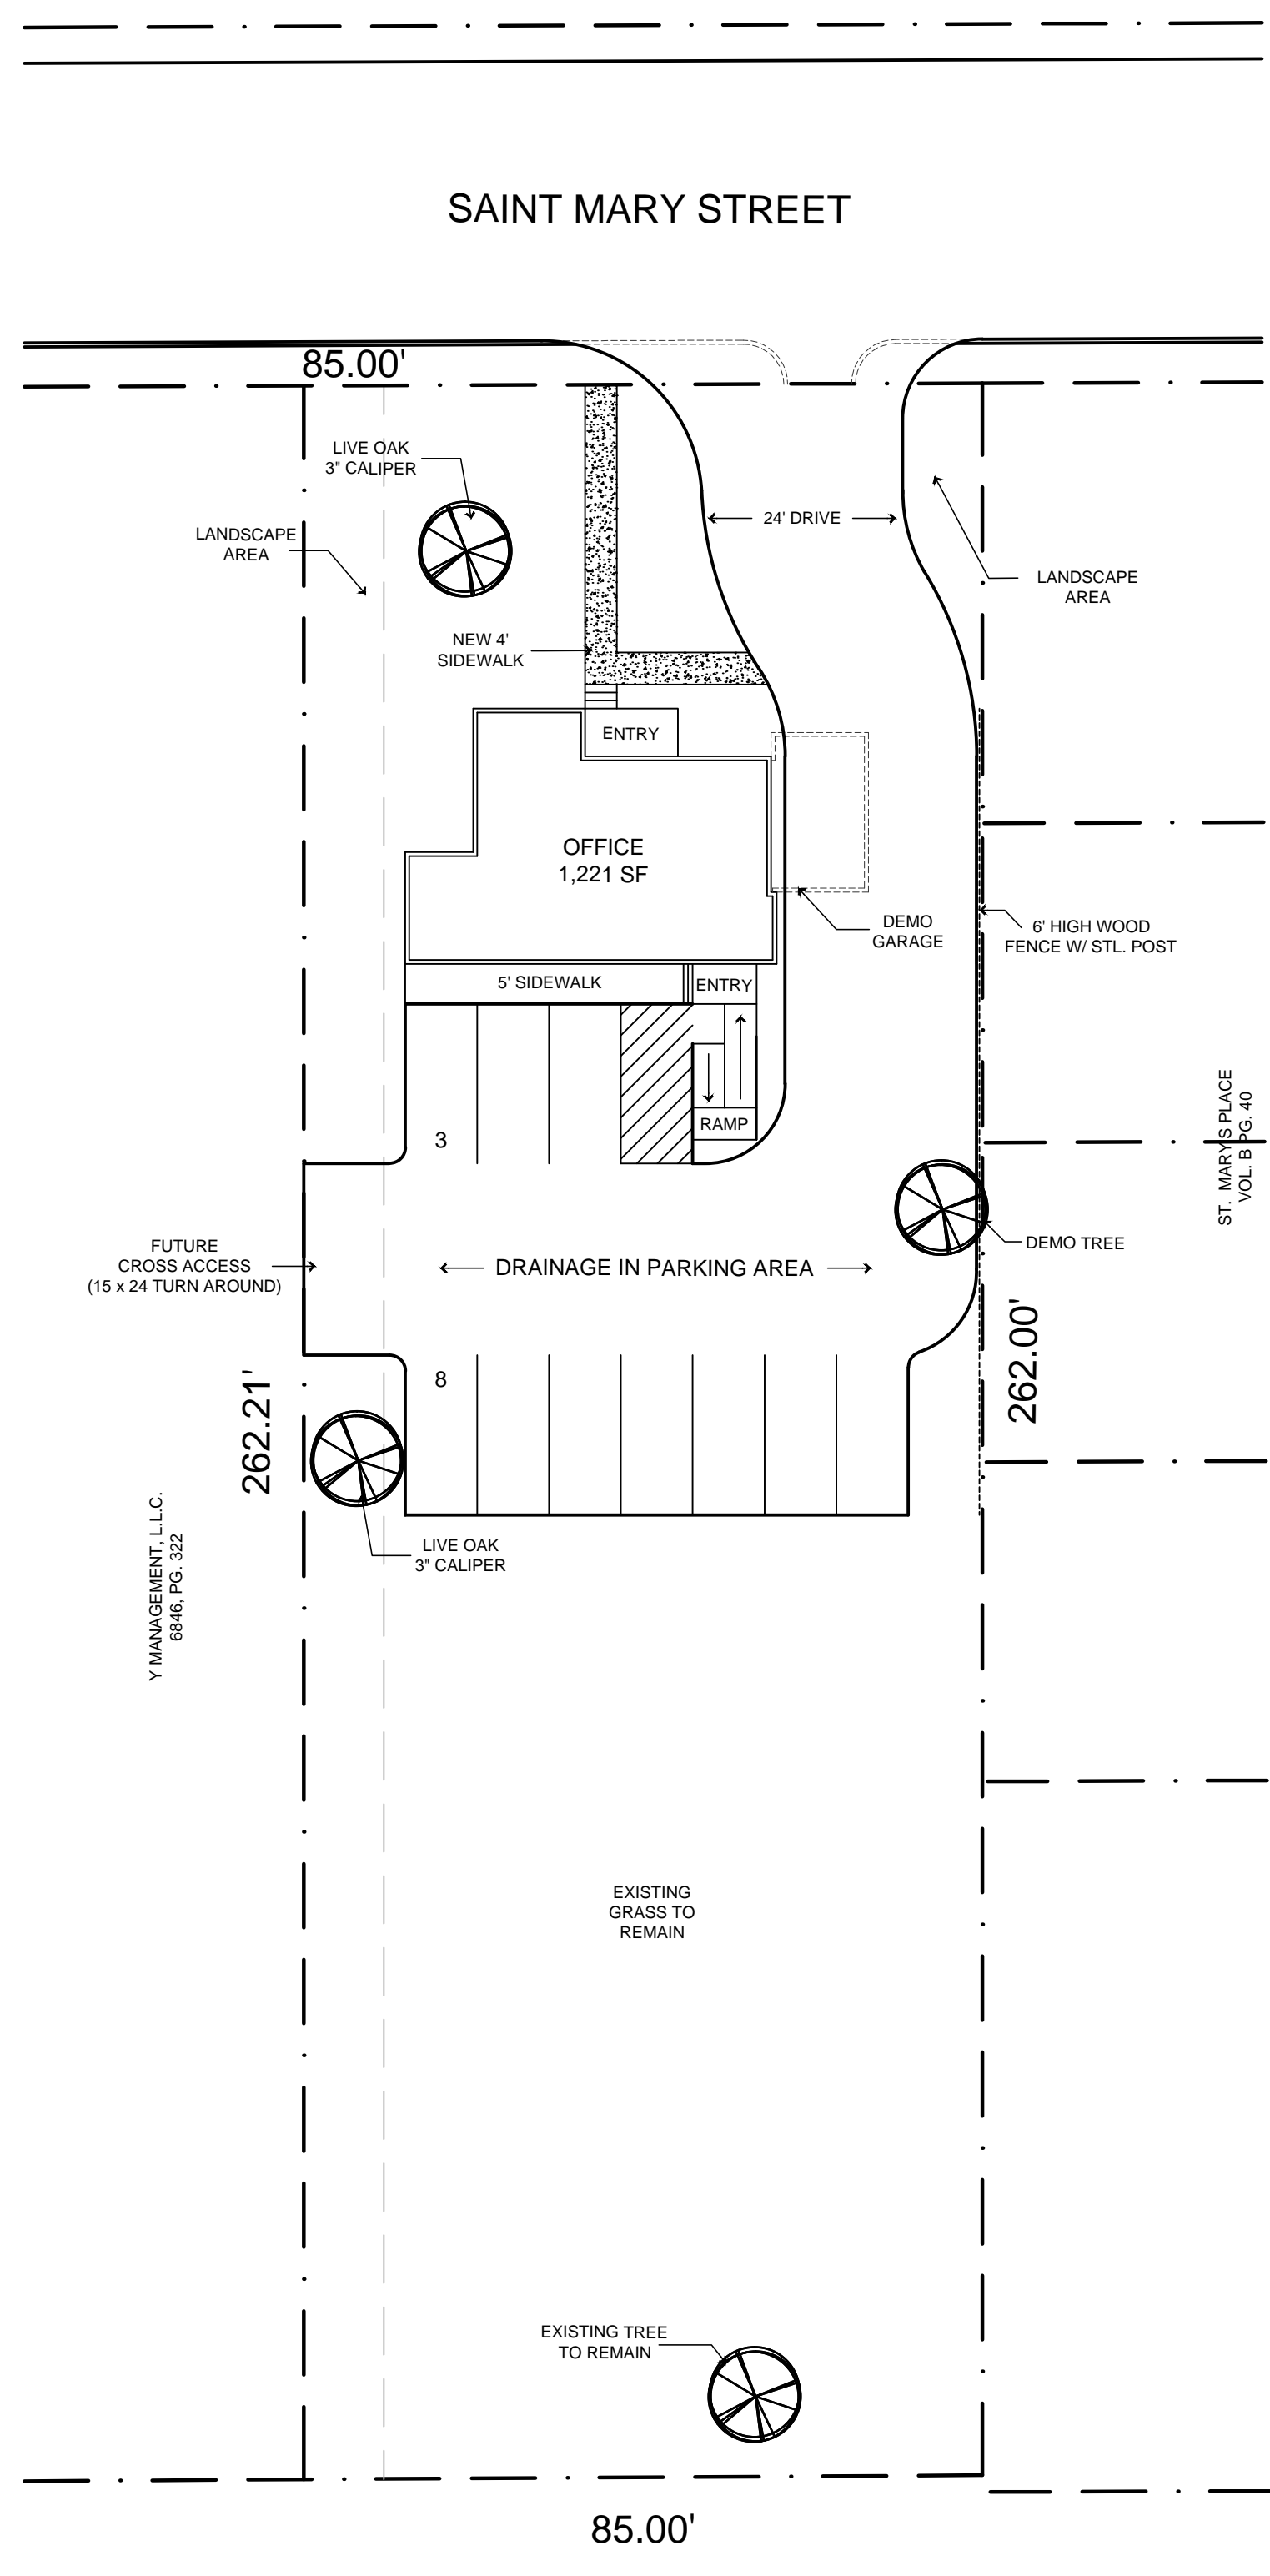 SAINT MARY STREET
85.00'
LIVE OAK
3" CALIPER
LANDSCAPE
AREA
24' DRIVE
LANDSCAPE
AREA
NEW 4'
SIDEWALK
ENTRY
OFFICE
1,221 SF
DEMO
GARAGE
6' HIGH WOOD
FENCE W/ STL. POST
5' SIDEWALK
ENTRY
RAMP
3
ST. MARY'S PLACE
VOL. B PG. 40
DEMO TREE
FUTURE
CROSS ACCESS
(15 x 24 TURN AROUND)
DRAINAGE IN PARKING AREA
262.00'
262.21'
8
Y MANAGEMENT, L.L.C.
6846, PG. 322
LIVE OAK
3" CALIPER
EXISTING
GRASS TO
REMAIN
EXISTING TREE
TO REMAIN
85.00'